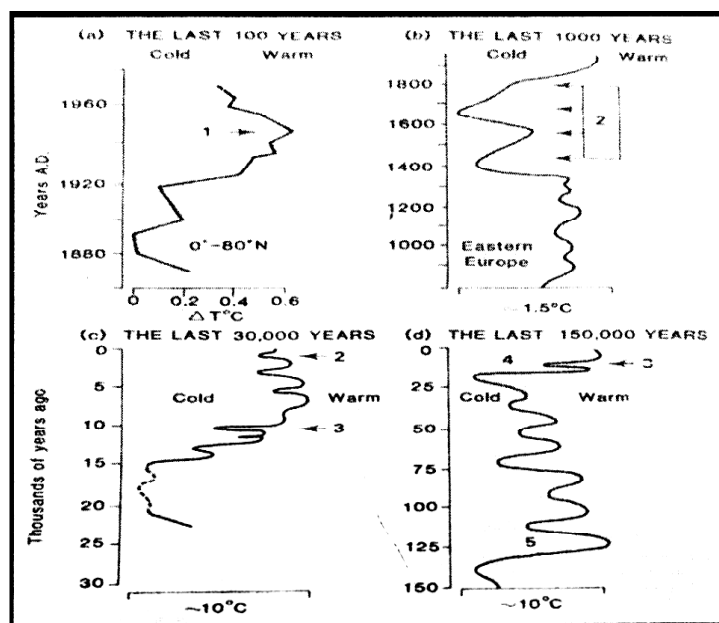 (a) THE LAST 100 YEARS
Cold Warm
1960
1
1920
1880
Years A.D.
0°-80°N
0 0.2 0.4 0.6
△T°C
(b) THE LAST 1000 YEARS
Cold Warm
1800
1600
2
1400
1200
1000
Eastern
Europe
~1.5°C
(c) THE LAST 30,000 YEARS
0
2
5
Cold Warm
10
3
15
20
25
30
Thousands of years ago
~10°C
(d) THE LAST 150,000 YEARS
0
4
3
25
Cold Warm
50
75
100
5
125
150
~10°C